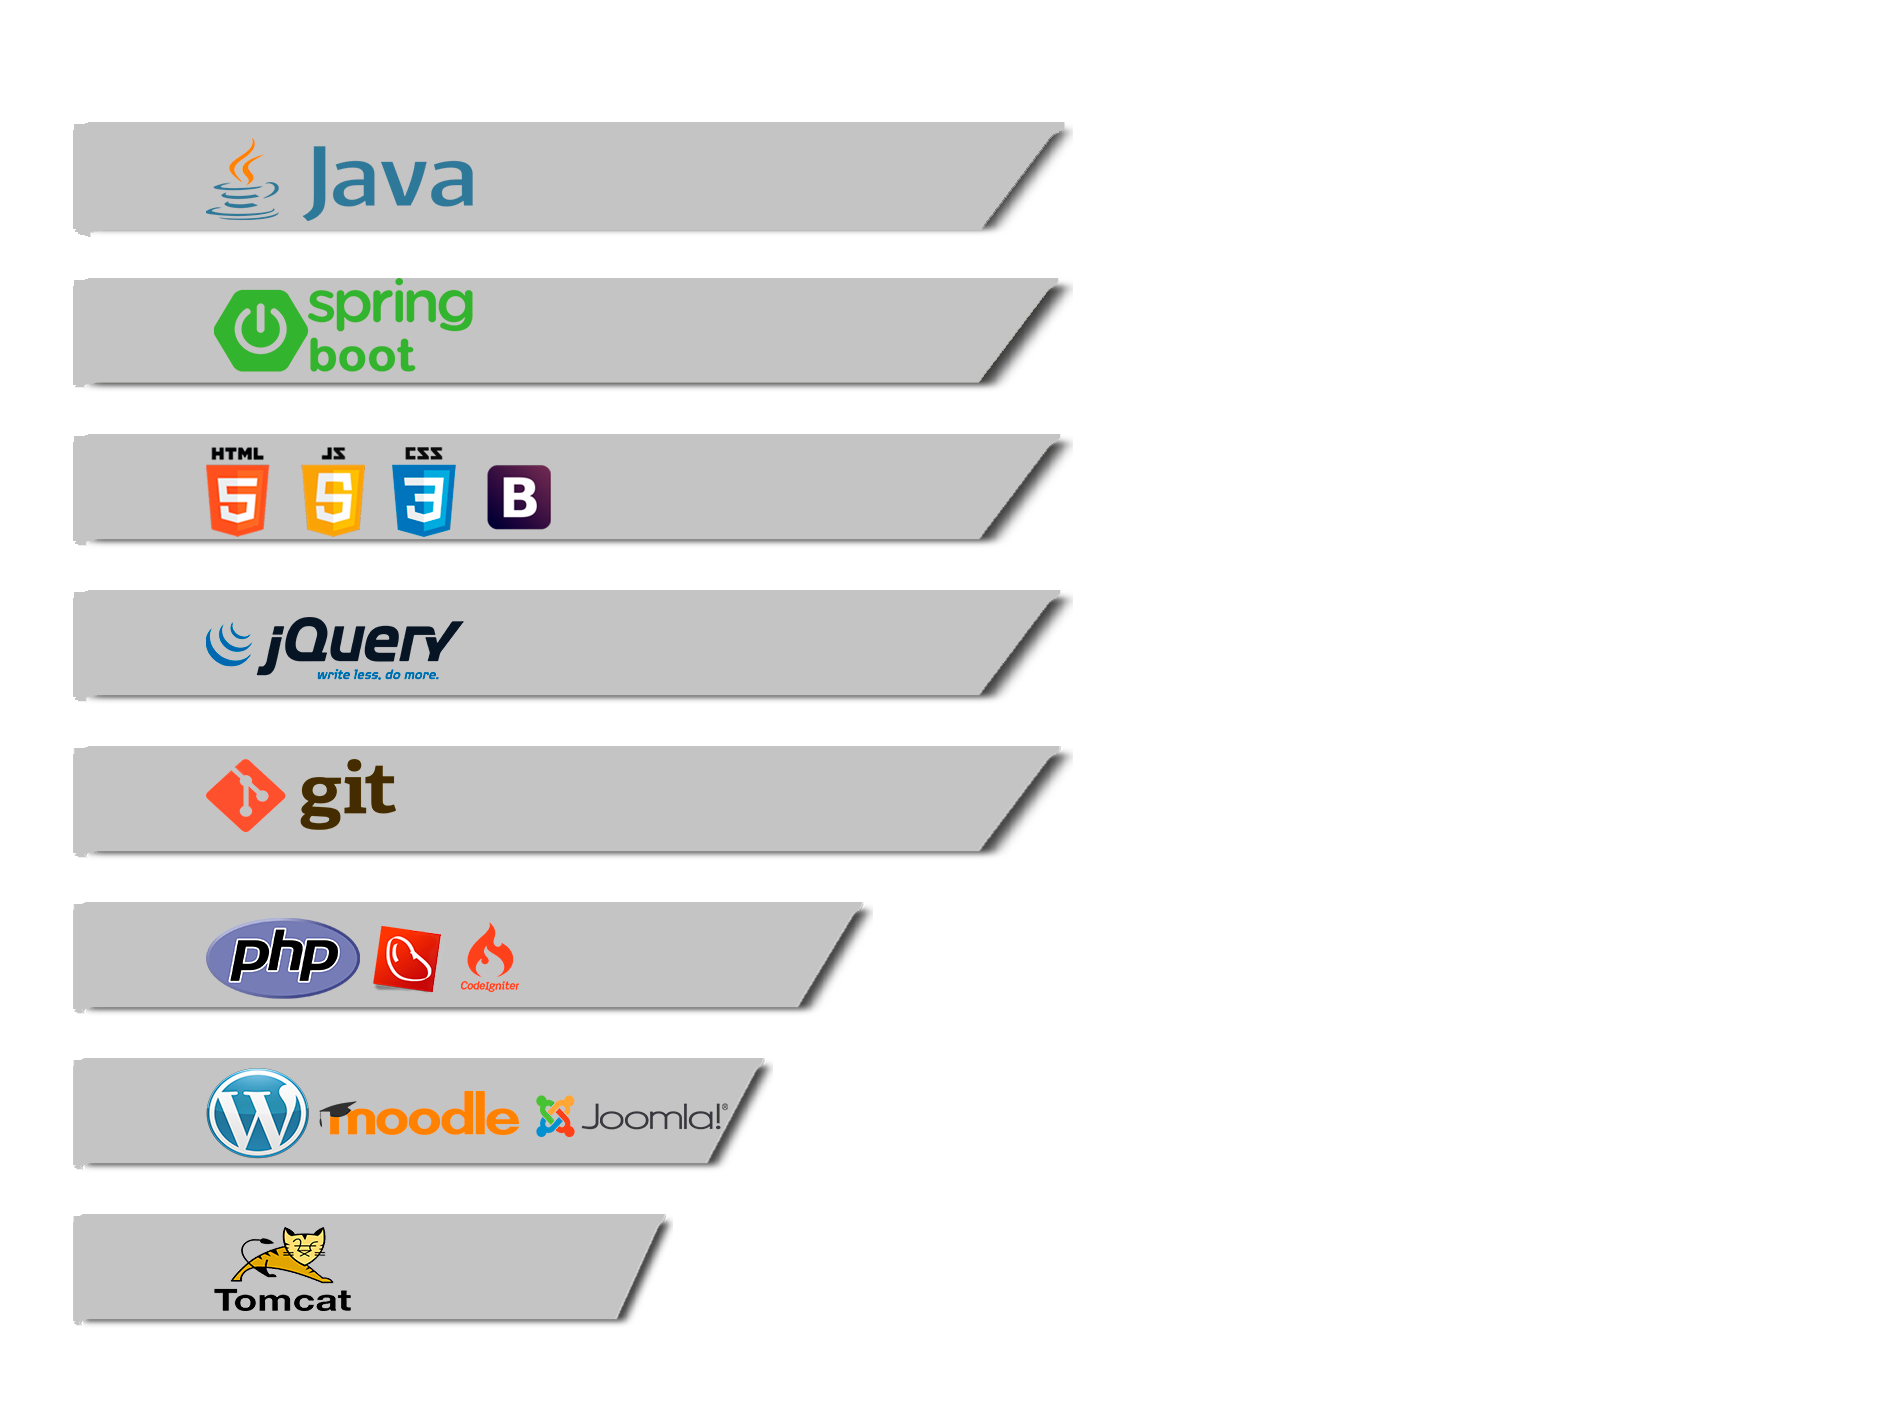 Java
spring
boot
HTML JS CSS
5 5 3 B
jQuery
write less, do more.
git
php
CodeIgniter
W moodle Joomla!®
Tomcat